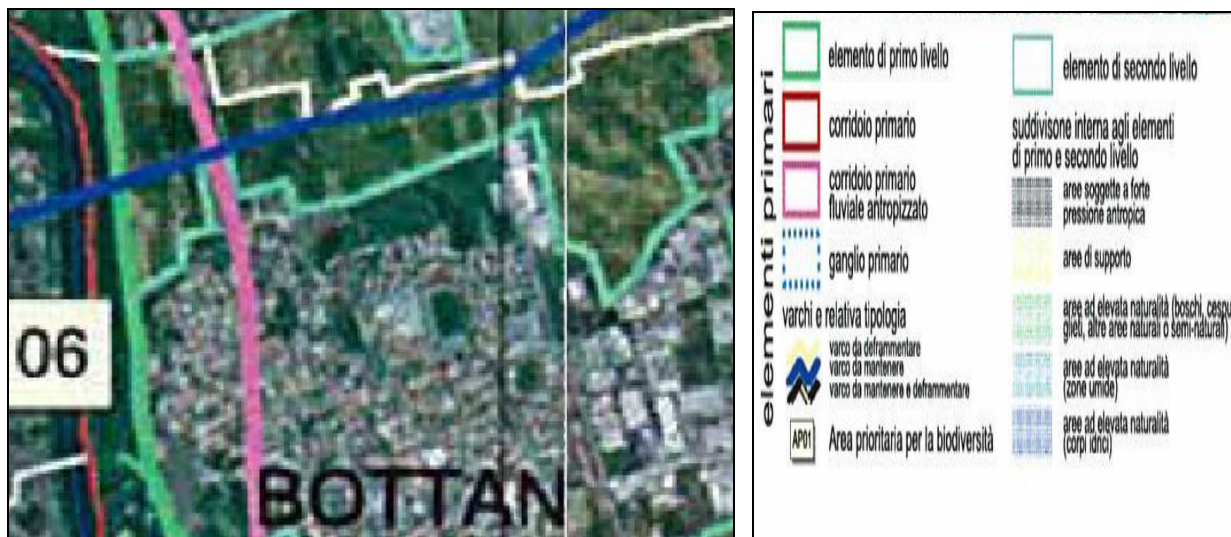 06
BOTTAN
elementi primari
elemento di primo livello
corridoio primario
corridoio primario
fluviale antropizzato
ganglio primario
varchi e relativa tipologia
varco da deframmentare
varco da mantenere
varco da mantenere e deframmentare
AP01
Area prioritaria per la biodiversità
elemento di secondo livello
suddivisone interna agli elementi
di primo e secondo livello
aree soggette a forte
pressione antropica
aree di supporto
aree ad elevata naturalità (boschi, cespu
glieti, altre aree naturali o semi-naturali)
aree ad elevata naturalità
(zone umide)
aree ad elevata naturalità
(corpi idrici)